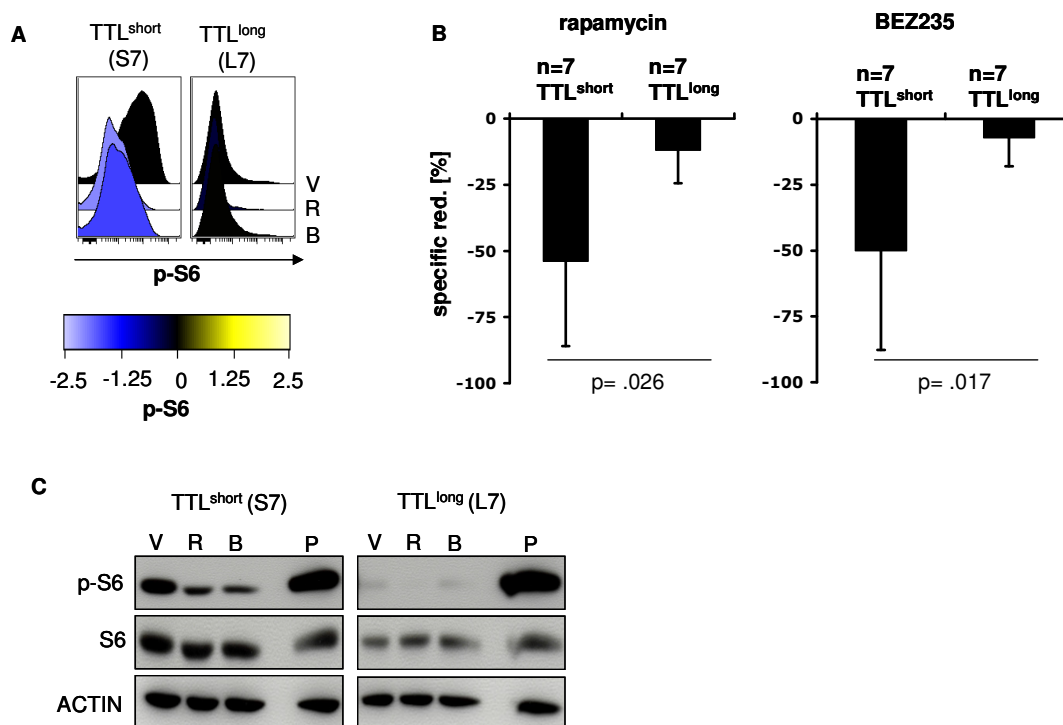 A
TTLshort
(S7)
TTLlong
(L7)
V
R
B
p-S6
-2.5 -1.25 0 1.25 2.5
p-S6
B
rapamycin
n=7
TTLshort
n=7
TTLlong
specific red. [%]
0
-25
-50
-75
-100
p= .026
BEZ235
n=7
TTLshort
n=7
TTLlong
0
-25
-50
-75
-100
p= .017
C
TTLshort (S7)
TTLlong (L7)
V R B P
V R B P
p-S6
S6
ACTIN